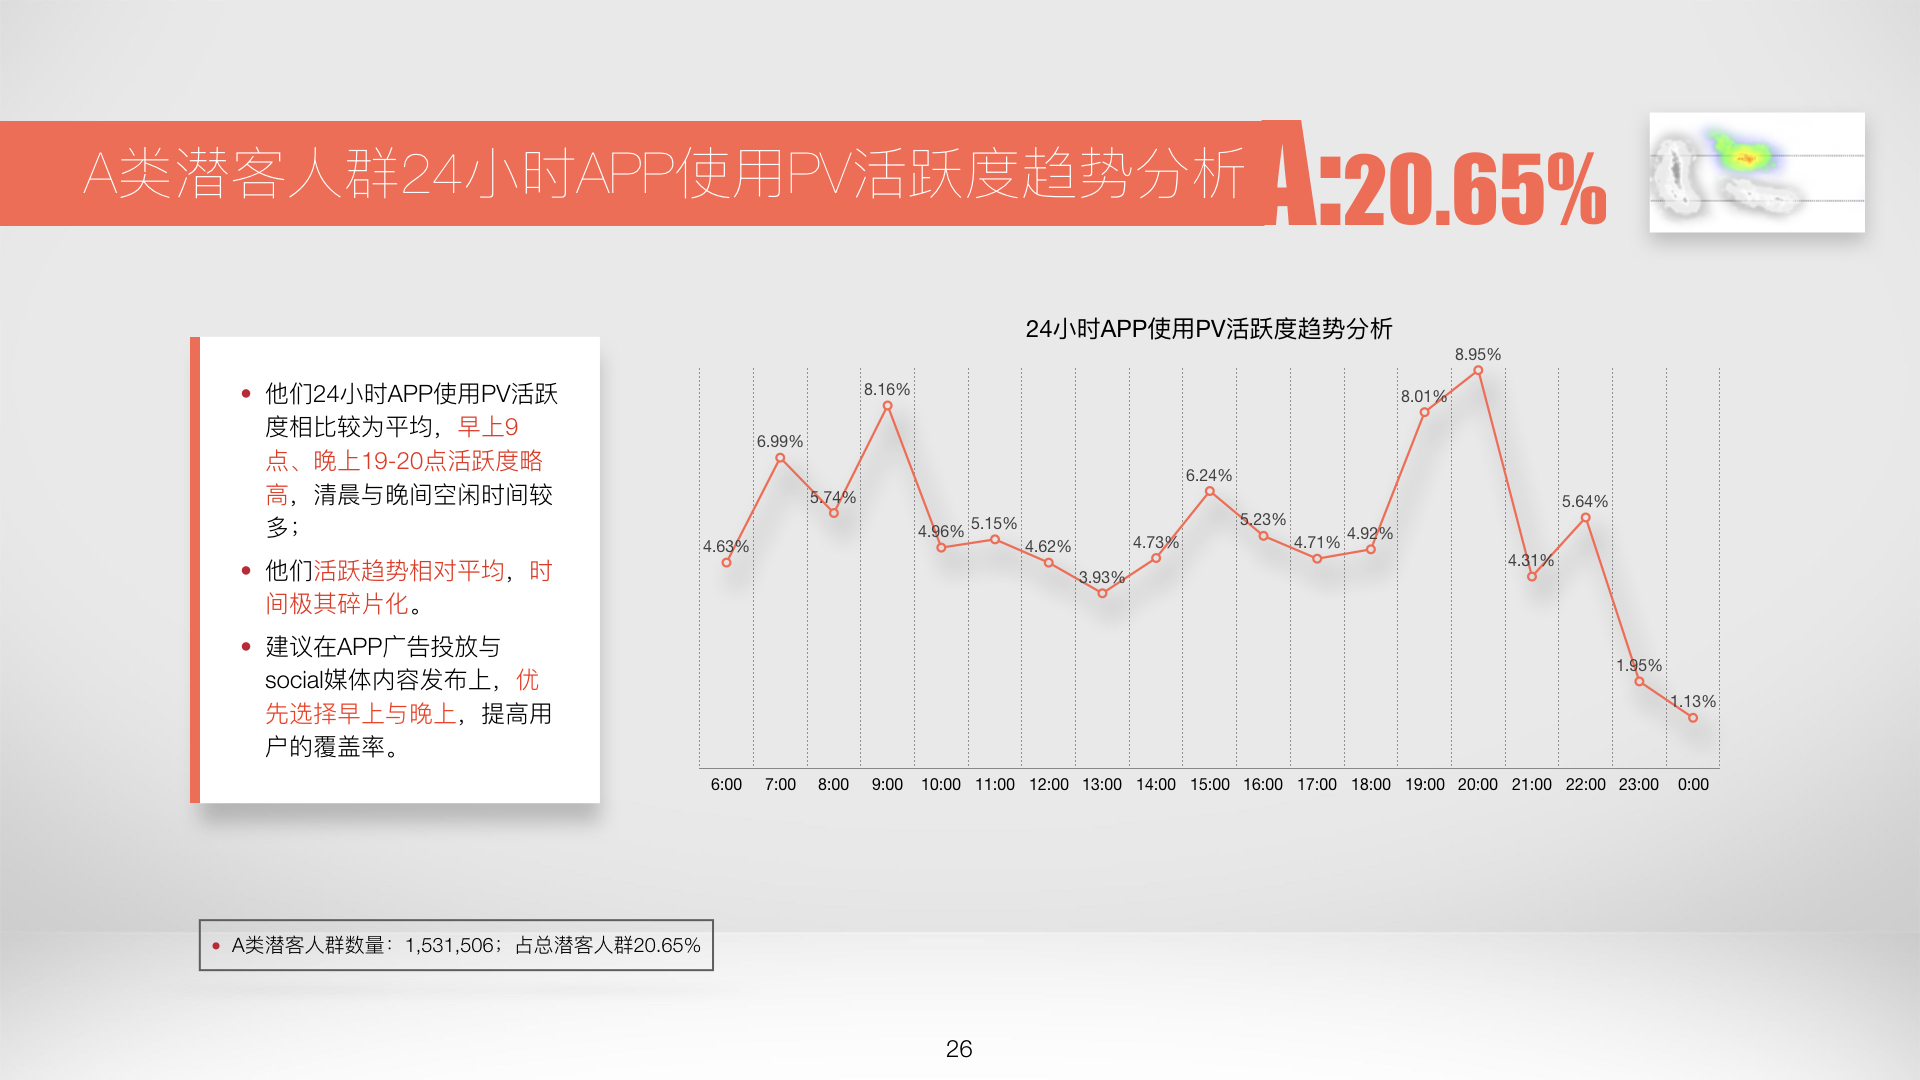 A类潜客人群24小时APP使用PV活跃度趋势分析
A:20.65%
他们24小时APP使用PV活跃
度相比较为平均，早上9
点、晚上19-20点活跃度略
高，清晨与晚间空闲时间较
多；
他们活跃趋势相对平均，时
间极其碎片化。
建议在APP广告投放与
social媒体内容发布上，优
先选择早上与晚上，提高用
户的覆盖率。
24小时APP使用PV活跃度趋势分析
4.63%
6.99%
5.74%
8.16%
4.96%
5.15%
4.62%
3.93%
4.73%
6.24%
5.23%
4.71%
4.92%
8.01%
8.95%
4.31%
5.64%
1.95%
1.13%
6:00 7:00 8:00 9:00 10:00 11:00 12:00 13:00 14:00 15:00 16:00 17:00 18:00 19:00 20:00 21:00 22:00 23:00 0:00
A类潜客人群数量：1,531,506；占总潜客人群20.65%
26